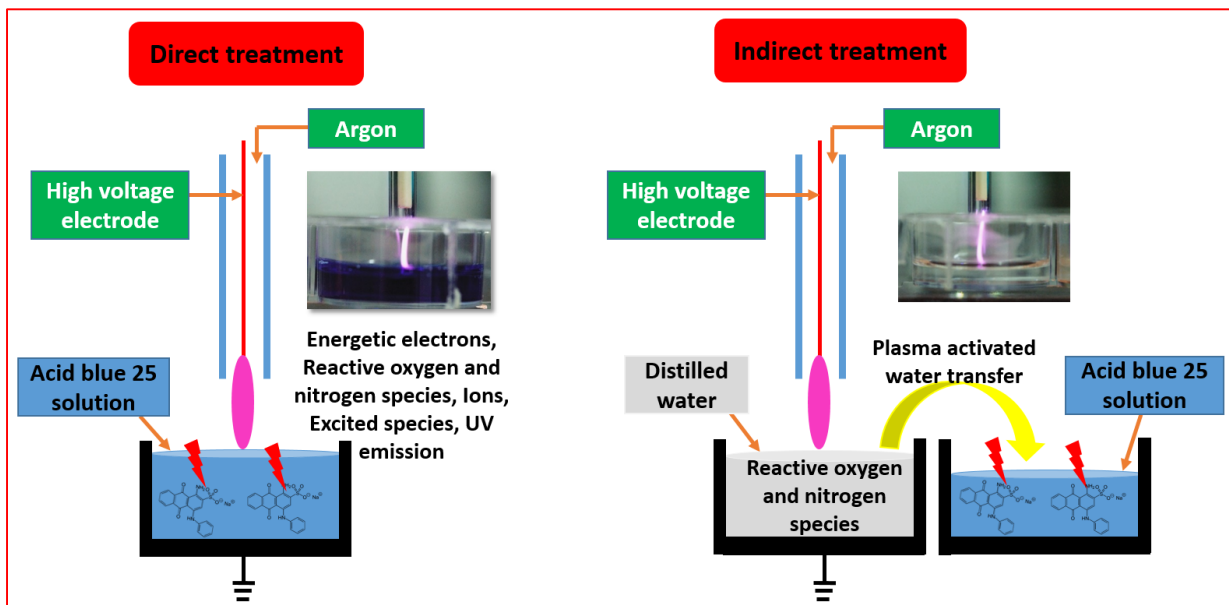 Direct treatment
Argon
High voltage
electrode
Energetic electrons,
Reactive oxygen and
nitrogen species, Ions,
Excited species, UV
emission
Acid blue 25
solution
Indirect treatment
Argon
High voltage
electrode
Distilled
water
Plasma activated
water transfer
Acid blue 25
solution
Reactive oxygen
and nitrogen
species